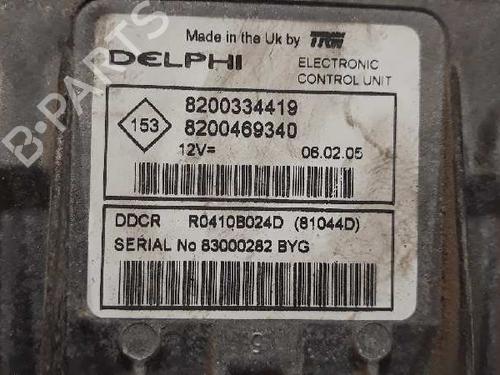 Made in the Uk by TRW
DELPHI
ELECTRONIC
CONTROL UNIT
153
8200334419
8200469340
12V=
06.02.05
DDCR R0410B024D (81044D)
SERIAL No 83000282 BYG
B-PARTS